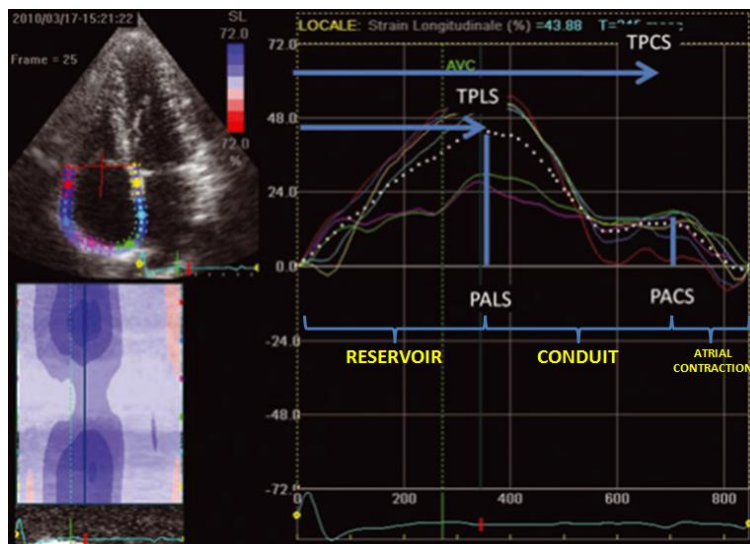 2010/03/17-15:21:22
SL
72.0
Frame = 25
72.0
%
LOCALE: Strain Longitudinale (%) =43.88
72.0
TPCS
AVC
TPLS
48.0
24.0
0.0
PALS
PACS
-24.0
RESERVOIR
CONDUIT
ATRIAL
CONTRACTION
-48.0
-72.0
0
200
400
600
800